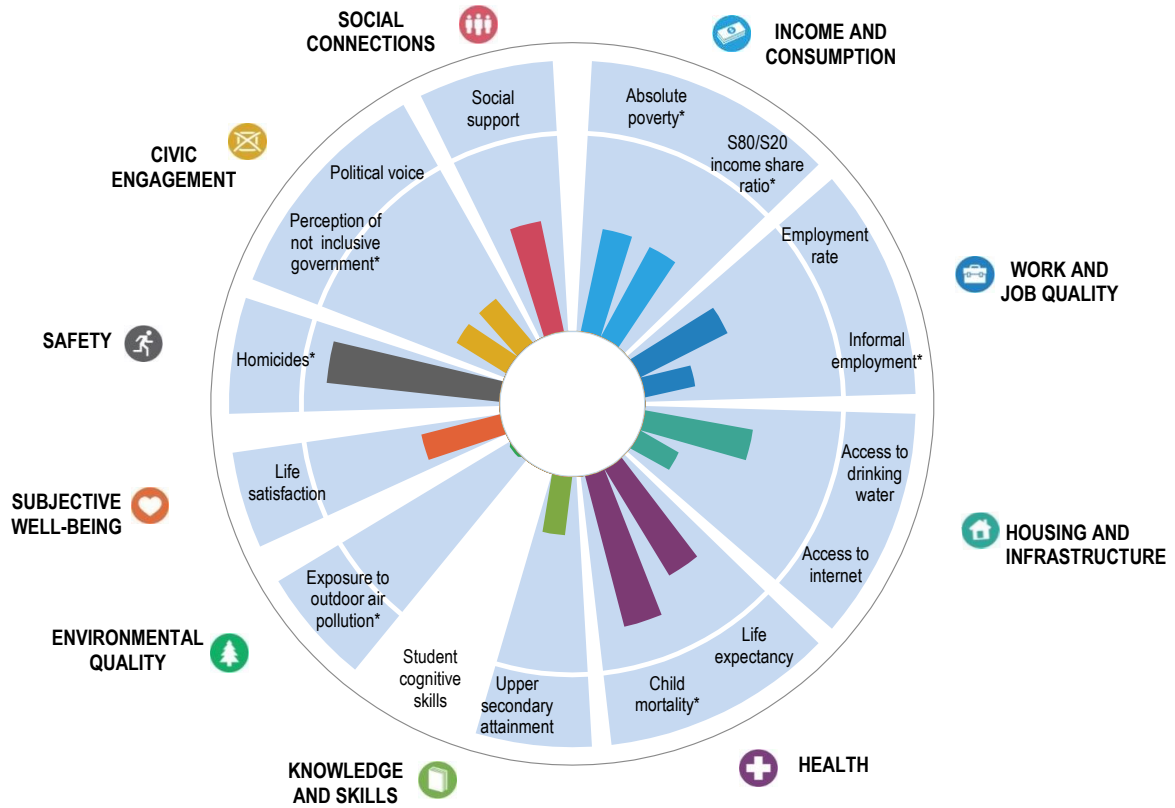 SOCIAL
CONNECTIONS
INCOME AND
CONSUMPTION
Social
support
Absolute
poverty*
S80/S20
income share
ratio*
CIVIC
ENGAGEMENT
Political voice
Perception of
not inclusive
government*
Employment
rate
WORK AND
JOB QUALITY
SAFETY
Homicides*
Informal
employment*
Life
satisfaction
SUBJECTIVE
WELL-BEING
Access to
drinking
water
HOUSING AND
INFRASTRUCTURE
Access to
internet
Exposure to
outdoor air
pollution*
ENVIRONMENTAL
QUALITY
Student
cognitive
skills
Upper
secondary
attainment
Child
mortality*
Life
expectancy
KNOWLEDGE
AND SKILLS
HEALTH